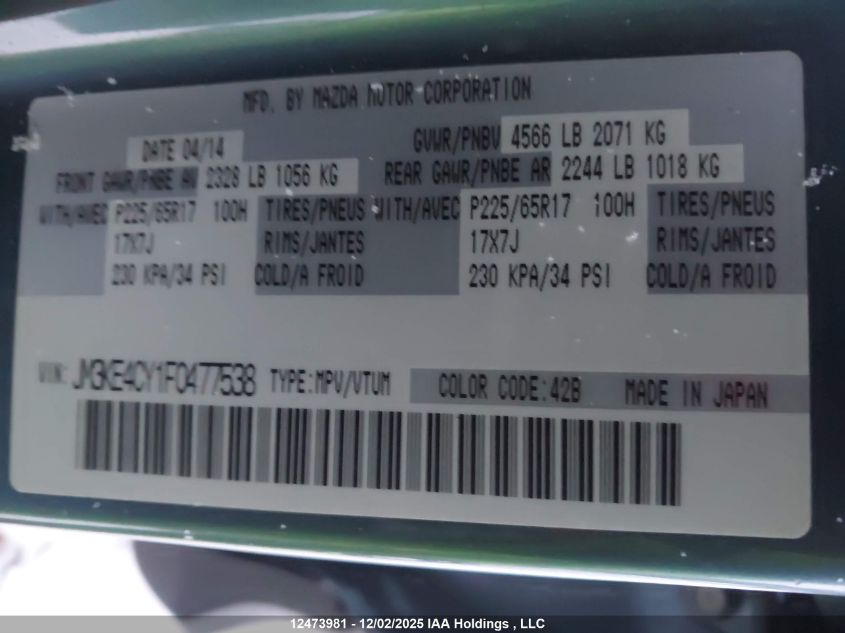 MFD. BY MAZDA MOTOR CORPORATION
DATE 04/14 GVWR/PNBV 4566 LB 2071 KG
FRONT GAWR/PNBE AV 2328 LB 1056 KG REAR GAWR/PNBE AR 2244 LB 1018 KG
WITH/AVEC P225/65R17 100H TIRES/PNEUS WITH/AVEC P225/65R17 100H TIRES/PNEUS
17X7J RIMS/JANTES 17X7J RIMS/JANTES
230 KPA/34 PSI COLD/A FROID 230 KPA/34 PSI COLD/A FROID
VIN: JM3KE4CY1F0477538 TYPE:MPV/VTUM COLOR CODE:42B MADE IN JAPAN
12473981 - 12/02/2025 IAA Holdings , LLC